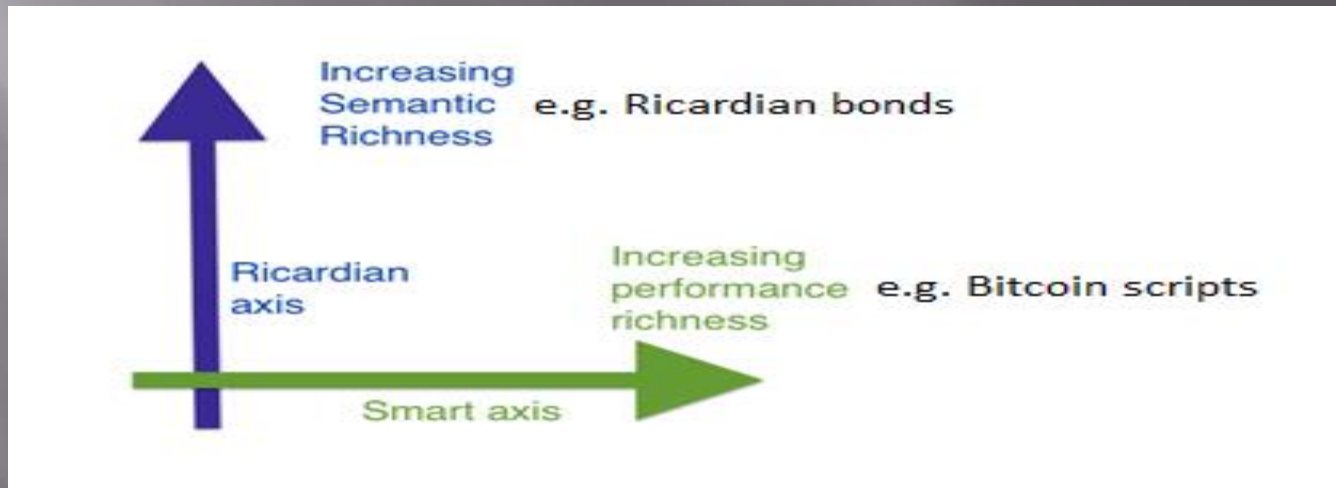 Increasing
Semantic e.g. Ricardian bonds
Richness
Ricardian
axis
Increasing
performance e.g. Bitcoin scripts
richness
Smart axis